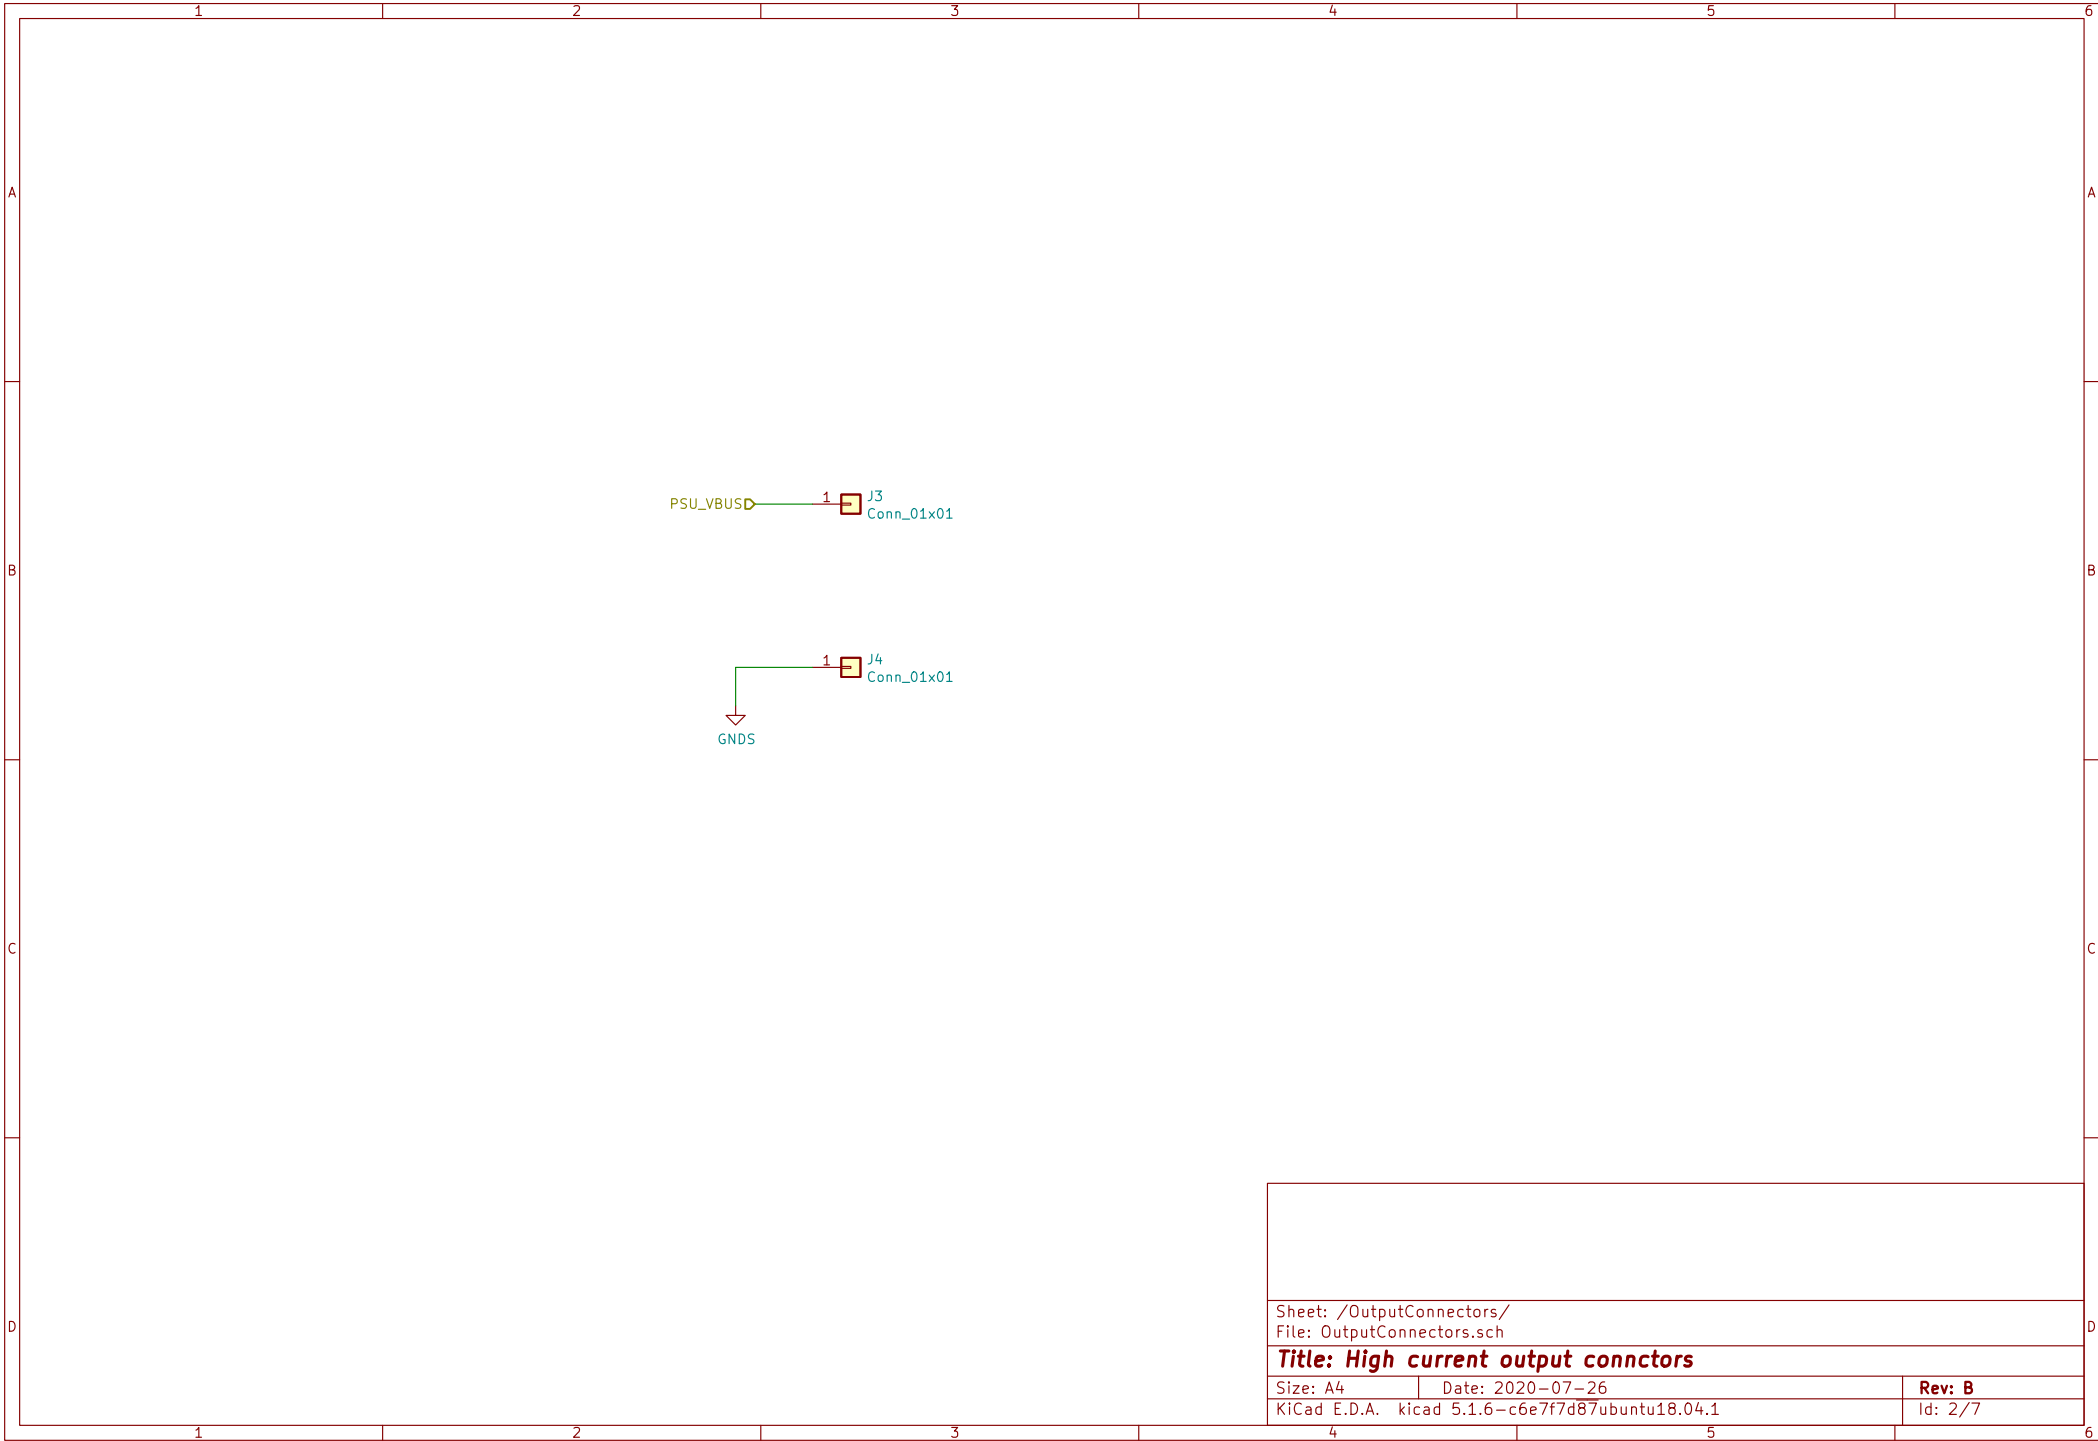 1 2 3 4 5 6
A A
1 J3
PSU_VBUS Conn_01x01
B B
1 J4
Conn_01x01
GNDS
C C
Sheet: /OutputConnectors/
D D
File: OutputConnectors.sch
Title: High current output connctors
Size: A4 Date: 2020-07-26 Rev: B
KiCad E.D.A. kicad 5.1.6-c6e7f7d87ubuntu18.04.1 Id: 2/7
1 2 3 4 5 6